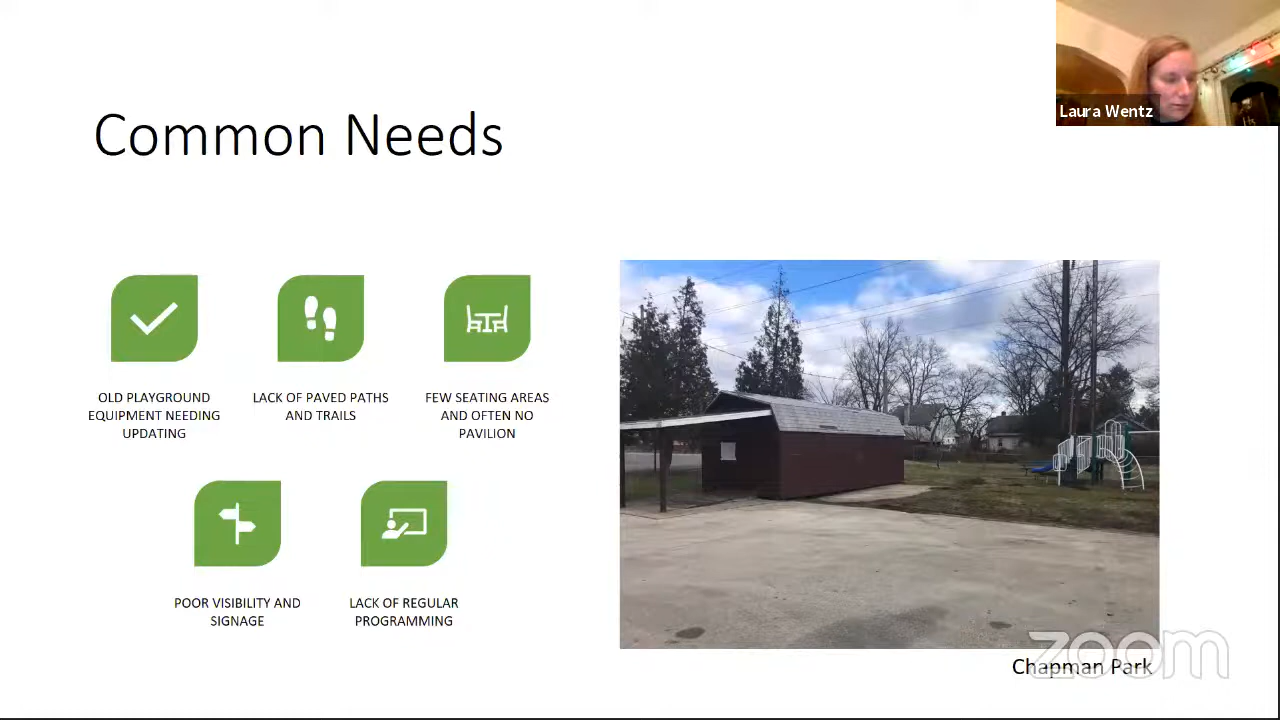 Laura Wentz
Common Needs
OLD PLAYGROUND
EQUIPMENT NEEDING
UPDATING
LACK OF PAVED PATHS
AND TRAILS
FEW SEATING AREAS
AND OFTEN NO
PAVILION
POOR VISIBILITY AND
SIGNAGE
LACK OF REGULAR
PROGRAMMING
zoom
Chapman Park